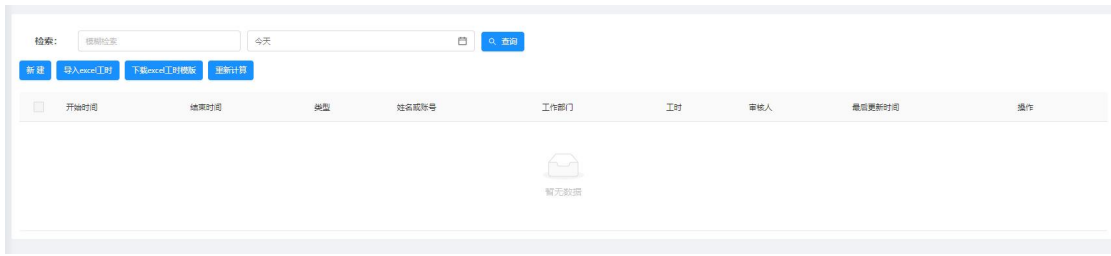 检索： 模糊检索 今天 查询
新建 导入excel工时 下载excel工时模版 重新计算
开始时间 结束时间 类型 姓名或账号 工作部门 工时 审核人 最后更新时间 操作
暂无数据